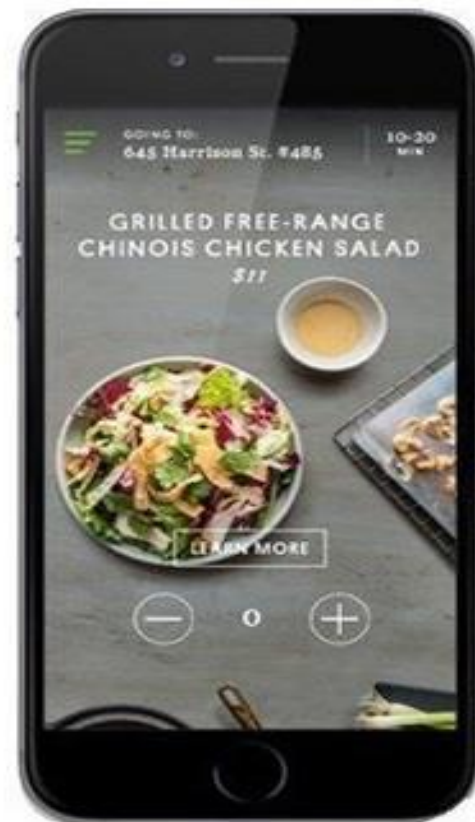 GOING TO:
645 Harrison St. #485
10-20
MIN
GRILLED FREE-RANGE
CHINOIS CHICKEN SALAD
$11
LEARN MORE
0